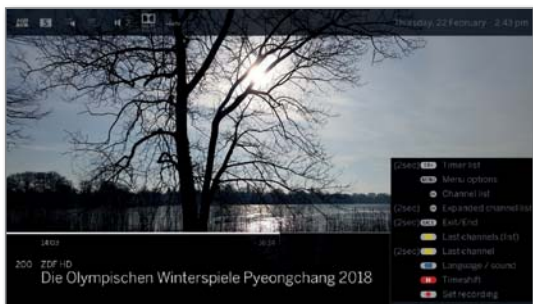 Thursday, 22 February 2:43 pm
(2sec) Timer list
Menu options
Channel list
(2sec) Expanded channel list
(2sec) Exit/End
Last channels (list)
(2sec) Last channel
Language / sound
Timeshift
Set recording
14:03
200 ZDF HD
Die Olympischen Winterspiele Pyeongchang 2018